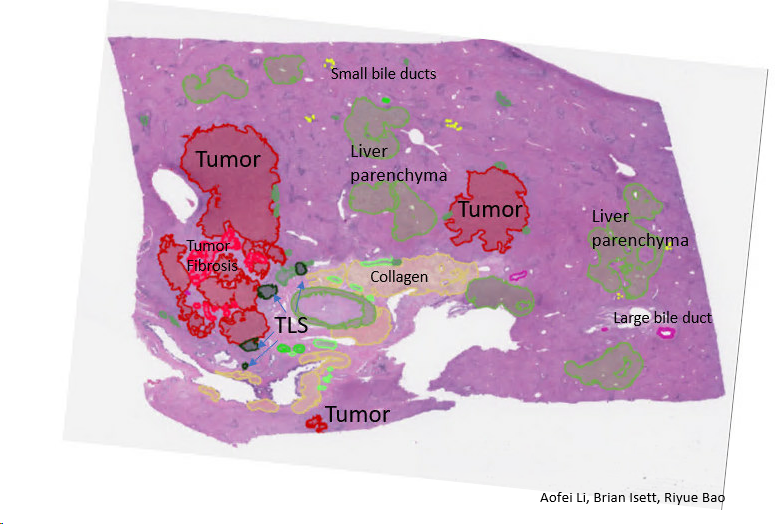 Small bile ducts
Tumor
Liver
parenchyma
Tumor
Liver
parenchyma
Tumor
Fibrosis
Collagen
TLS
Large bile duct
Tumor
Aofei Li, Brian Isett, Riyue Bao